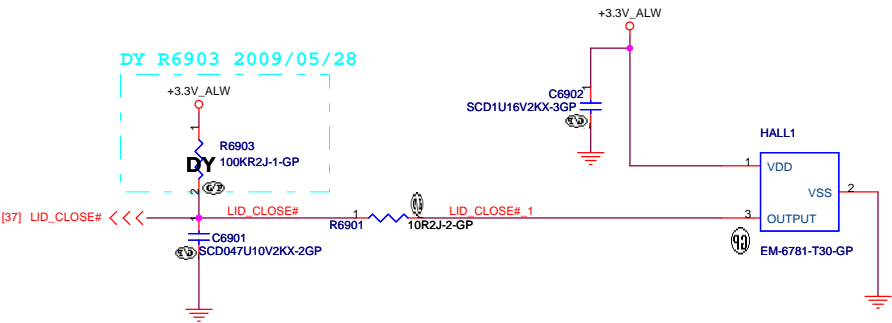 +3.3V_ALW
DY R6903 2009/05/28
+3.3V_ALW
1
R6903
DY 100KR2J-1-GP
2
1
C6902
SCD1U16V2KX-3GP
HALL1
1 VDD
VSS 2
3 OUTPUT
EM-6781-T30-GP
[37] LID_CLOSE#
LID_CLOSE#
1
R6901
10R2J-2-GP
LID_CLOSE#_1
1
C6901
SCD047U10V2KX-2GP